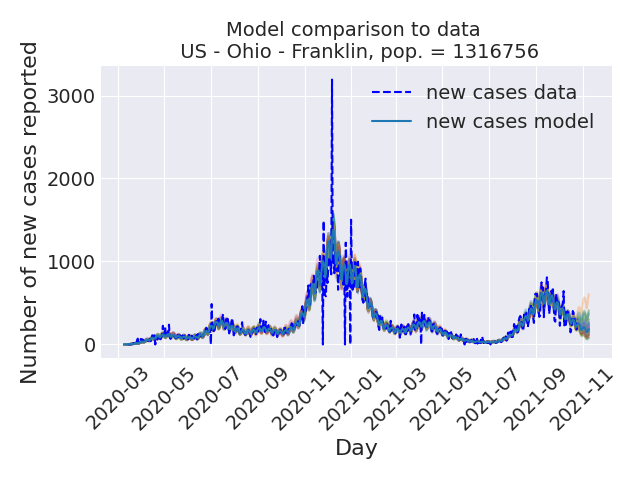 Model comparison to data
US - Ohio - Franklin, pop. = 1316756
Number of new cases reported
3000
2000
1000
0
new cases data
new cases model
2020-03
2020-05
2020-07
2020-09
2020-11
2021-01
2021-03
2021-05
2021-07
2021-09
2021-11
Day